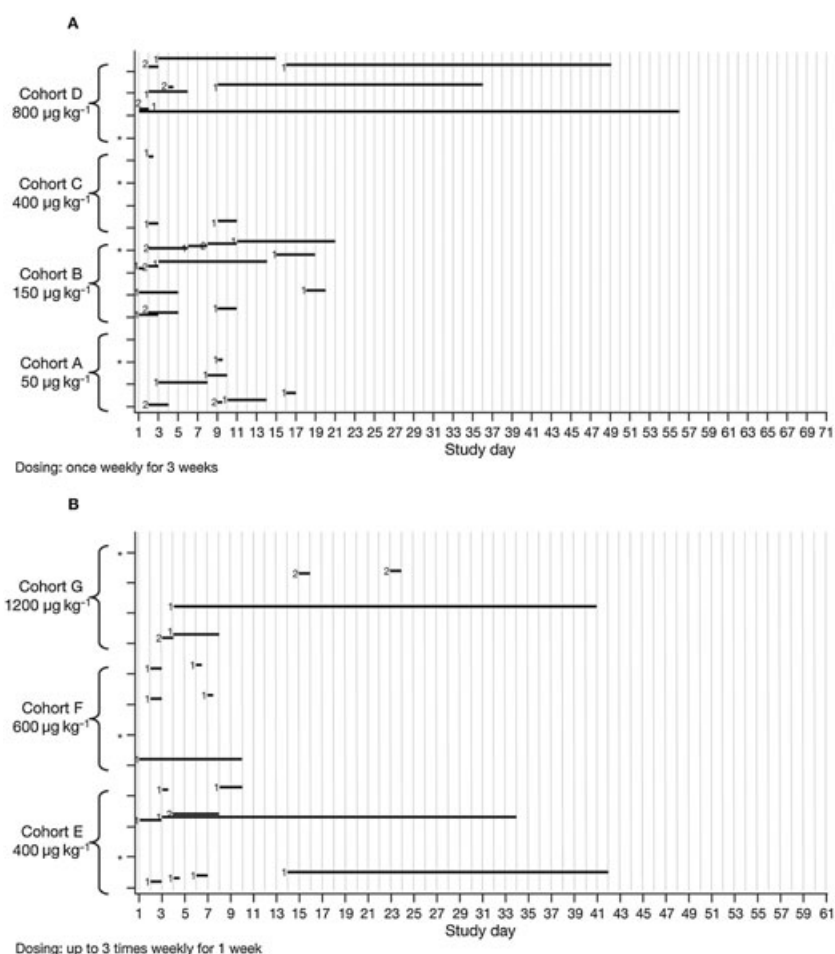 A
Cohort D
800 µg kg⁻¹
Cohort C
400 µg kg⁻¹
Cohort B
150 µg kg⁻¹
Cohort A
50 µg kg⁻¹
1 3 5 7 9 11 13 15 17 19 21 23 25 27 29 31 33 35 37 39 41 43 45 47 49 51 53 55 57 59 61 63 65 67 69 71
Study day
Dosing: once weekly for 3 weeks
B
Cohort G
1200 µg kg⁻¹
Cohort F
600 µg kg⁻¹
Cohort E
400 µg kg⁻¹
1 3 5 7 9 11 13 15 17 19 21 23 25 27 29 31 33 35 37 39 41 43 45 47 49 51 53 55 57 59 61
Study day
Dosing: up to 3 times weekly for 1 week